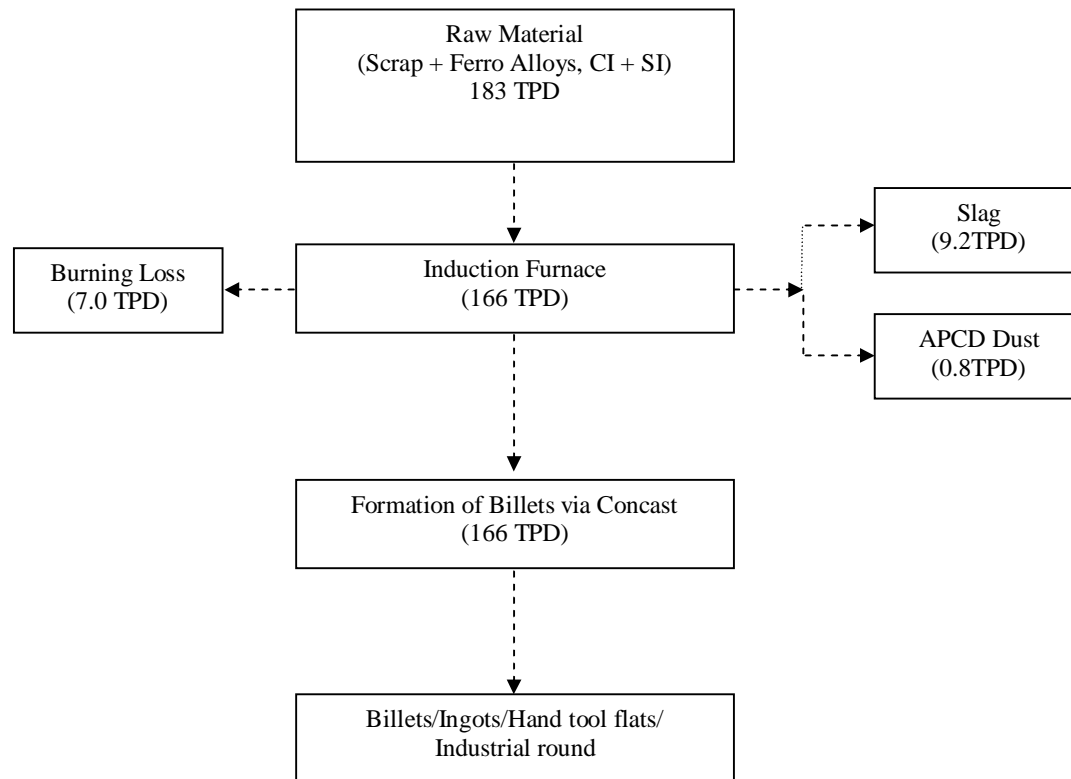 Raw Material
(Scrap + Ferro Alloys, CI + SI)
183 TPD
Slag
(9.2TPD)
Burning Loss
(7.0 TPD)
Induction Furnace
(166 TPD)
APCD Dust
(0.8TPD)
Formation of Billets via Concast
(166 TPD)
Billets/Ingots/Hand tool flats/
Industrial round